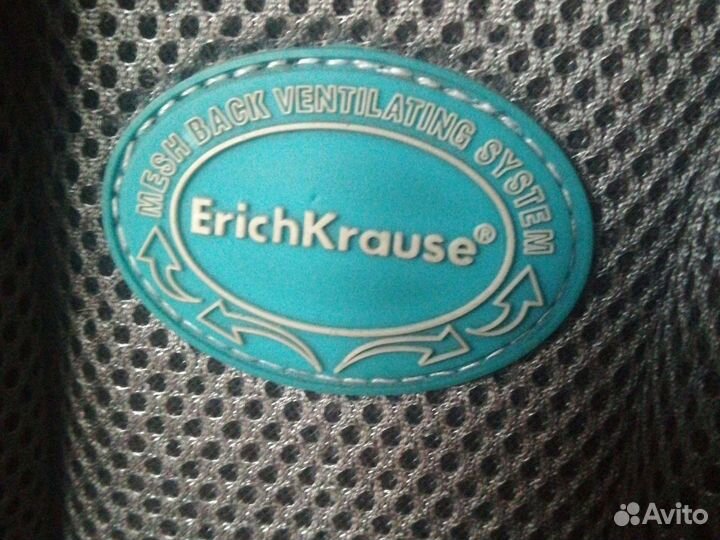 MESH BACK VENTILATING SYSTEM
ErichKrause®
Avito